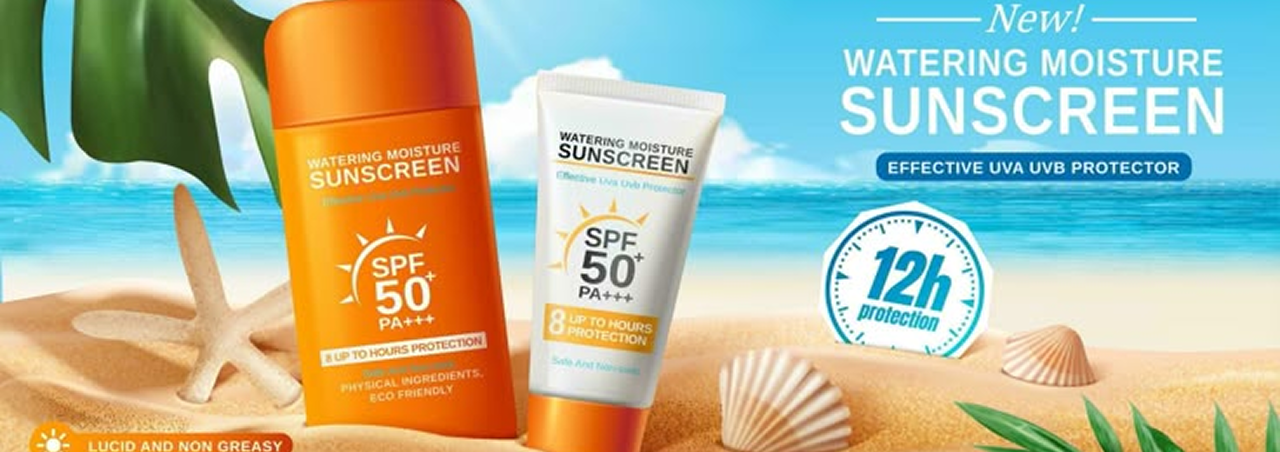 New!
WATERING MOISTURE
SUNSCREEN
EFFECTIVE UVA UVB PROTECTOR
12h
protection
WATERING MOISTURE
SUNSCREEN
SPF
50+
PA+++
8 UP TO HOURS PROTECTION
PHYSICAL INGREDIENTS,
ECO FRIENDLY
WATERING MOISTURE
SUNSCREEN
Effective Uva Uvb Protector
SPF
50+
PA+++
8 UP TO HOURS
PROTECTION
Safe And
LUCID AND NON GREASY